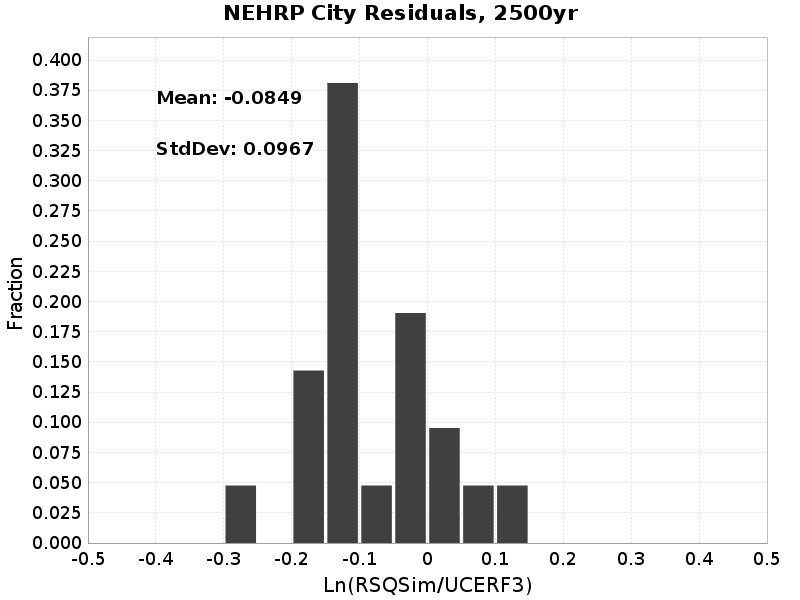 NEHRP City Residuals, 2500yr
0.400
0.375
0.350
0.325
0.300
0.275
0.250
0.225
0.200
0.175
0.150
0.125
0.100
0.075
0.050
0.025
0.000
Fraction
Mean: -0.0849
StdDev: 0.0967
-0.5 -0.4 -0.3 -0.2 -0.1 0 0.1 0.2 0.3 0.4 0.5
Ln(RSQSim/UCERF3)